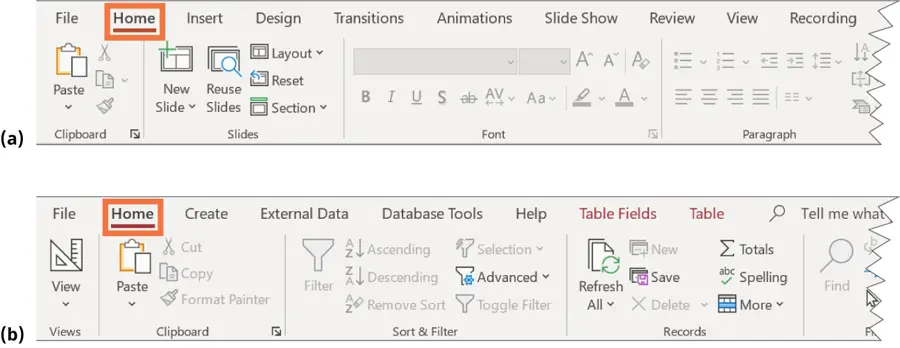 File Home Insert Design Transitions Animations Slide Show Review View Recording
Paste
New Slide
Reuse Slides
Layout
Reset
Section
B I U S ab AV Aa A
Clipboard Slides Font Paragraph
(a)
File Home Create External Data Database Tools Help Table Fields Table Tell me what
View
Paste
Cut
Copy
Format Painter
Filter
Ascending
Descending
Remove Sort
Selection
Advanced
Toggle Filter
Refresh All
New
Save
Delete
Totals
Spelling
More
Find
Views Clipboard Sort & Filter Records
(b)